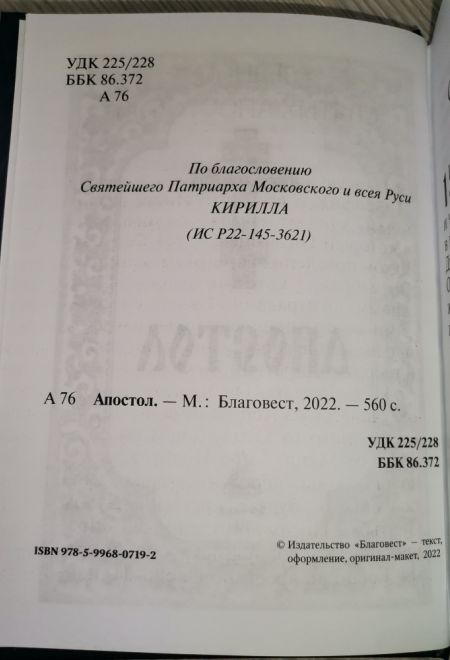 УДК 225/228
ББК 86.372
А 76
По благословению
Святейшего Патриарха Московского и всея Руси
КИРИЛЛА
(ИС Р22-145-3621)
А 76 Апостол. — М.: Благовест, 2022. — 560 с.
УДК 225/228
ББК 86.372
ISBN 978-5-9968-0719-2
© Издательство «Благовест» — текст,
оформление, оригинал-макет, 2022